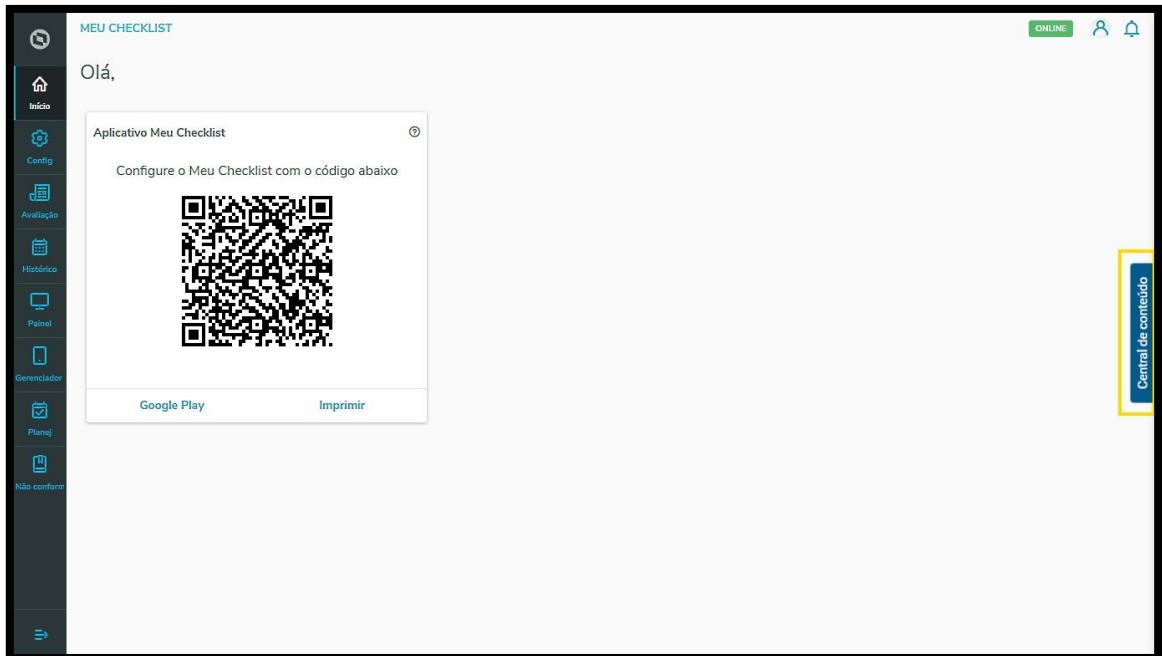 MEU CHECKLIST
ONLINE
Olá,
Início
Config
Avaliação
Histórico
Painel
Gerenciador
Planej
Não conform
Aplicativo Meu Checklist
Configure o Meu Checklist com o código abaixo
Google Play
Imprimir
Central de conteúdo